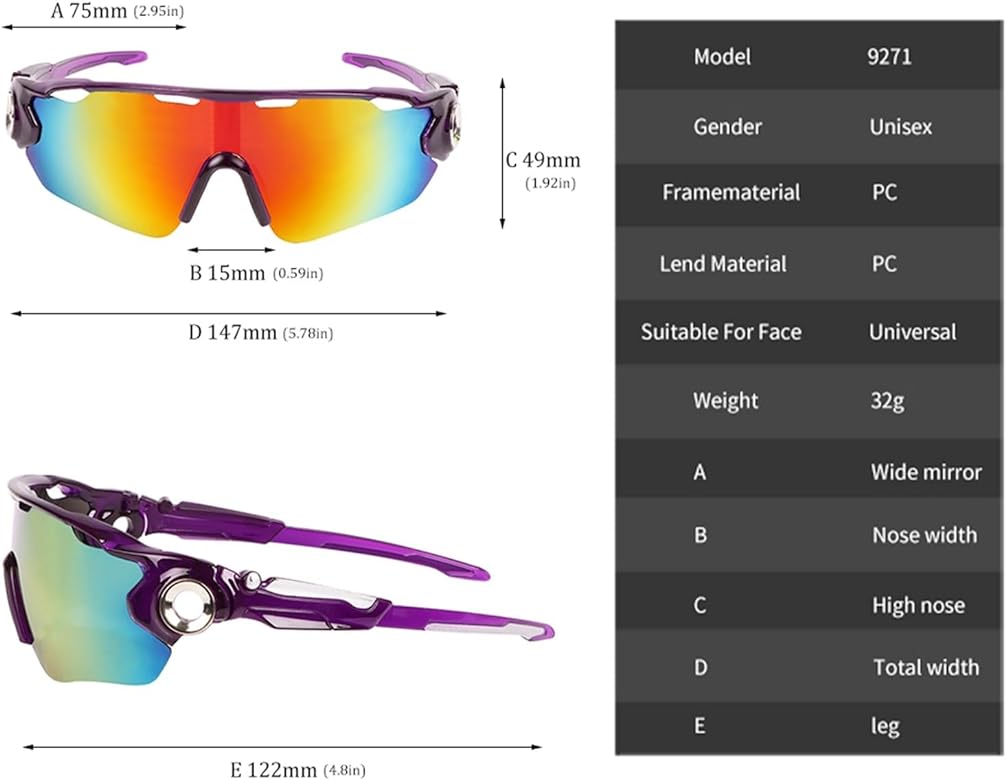 A 75mm (2.95in)
C 49mm
(1.92in)
B 15mm (0.59in)
D 147mm (5.78in)
E 122mm (4.8in)
Model 9271
Gender Unisex
Framematerial PC
Lend Material PC
Suitable For Face Universal
Weight 32g
A Wide mirror
B Nose width
C High nose
D Total width
E leg